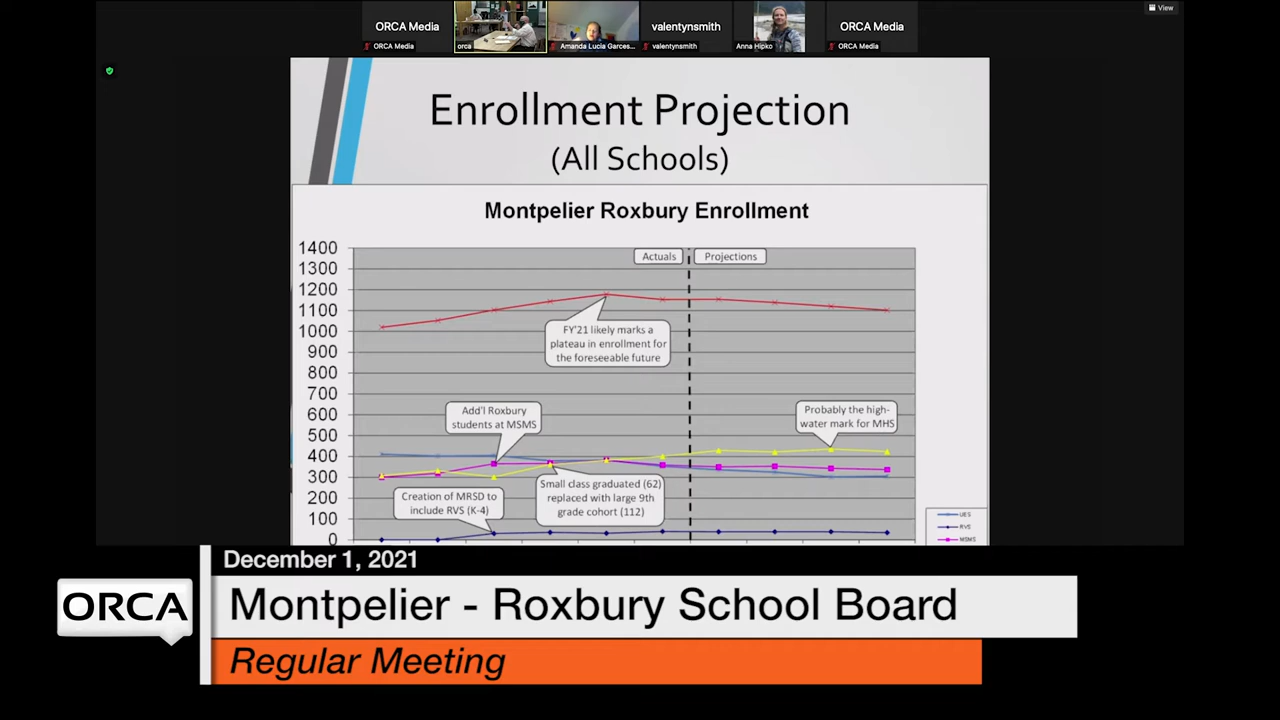 View
ORCA Media
ORCA Media
orca
Amanda Lucia Garces...
valentynsmith
valentynsmith
Anna Hipko
ORCA Media
ORCA Media
Enrollment Projection
(All Schools)
Montpelier Roxbury Enrollment
1400
1300
1200
1100
1000
900
800
700
600
500
400
300
200
100
0
Actuals
Projections
FY'21 likely marks a
plateau in enrollment for
the foreseeable future
Add'l Roxbury
students at MSMS
Probably the high-
water mark for MHS
Creation of MRSD to
include RVS (K-4)
Small class graduated (62)
replaced with large 9th
grade cohort (112)
UES
RVS
MSMS
December 1, 2021
ORCA
Montpelier - Roxbury School Board
Regular Meeting